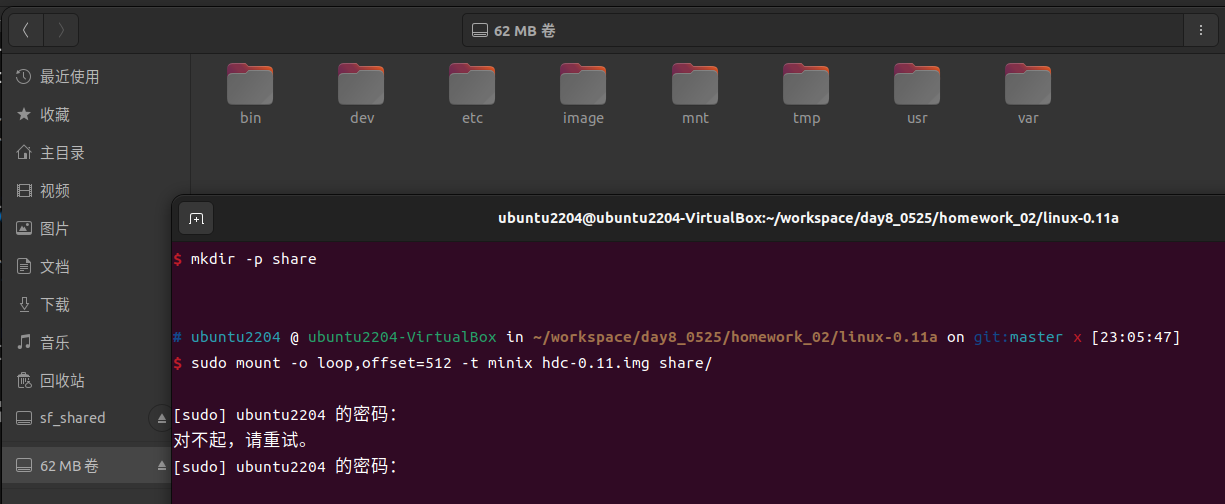 62 MB 卷
最近使用
收藏
主目录
视频
图片
文档
下载
音乐
回收站
sf_shared
62 MB 卷
bin
dev
etc
image
mnt
tmp
usr
var
ubuntu2204@ubuntu2204-VirtualBox:~/workspace/day8_0525/homework_02/linux-0.11a
$ mkdir -p share
# ubuntu2204 @ ubuntu2204-VirtualBox in ~/workspace/day8_0525/homework_02/linux-0.11a on git:master x [23:05:47]
$ sudo mount -o loop,offset=512 -t minix hdc-0.11.img share/
[sudo] ubuntu2204 的密码：
对不起，请重试。
[sudo] ubuntu2204 的密码：